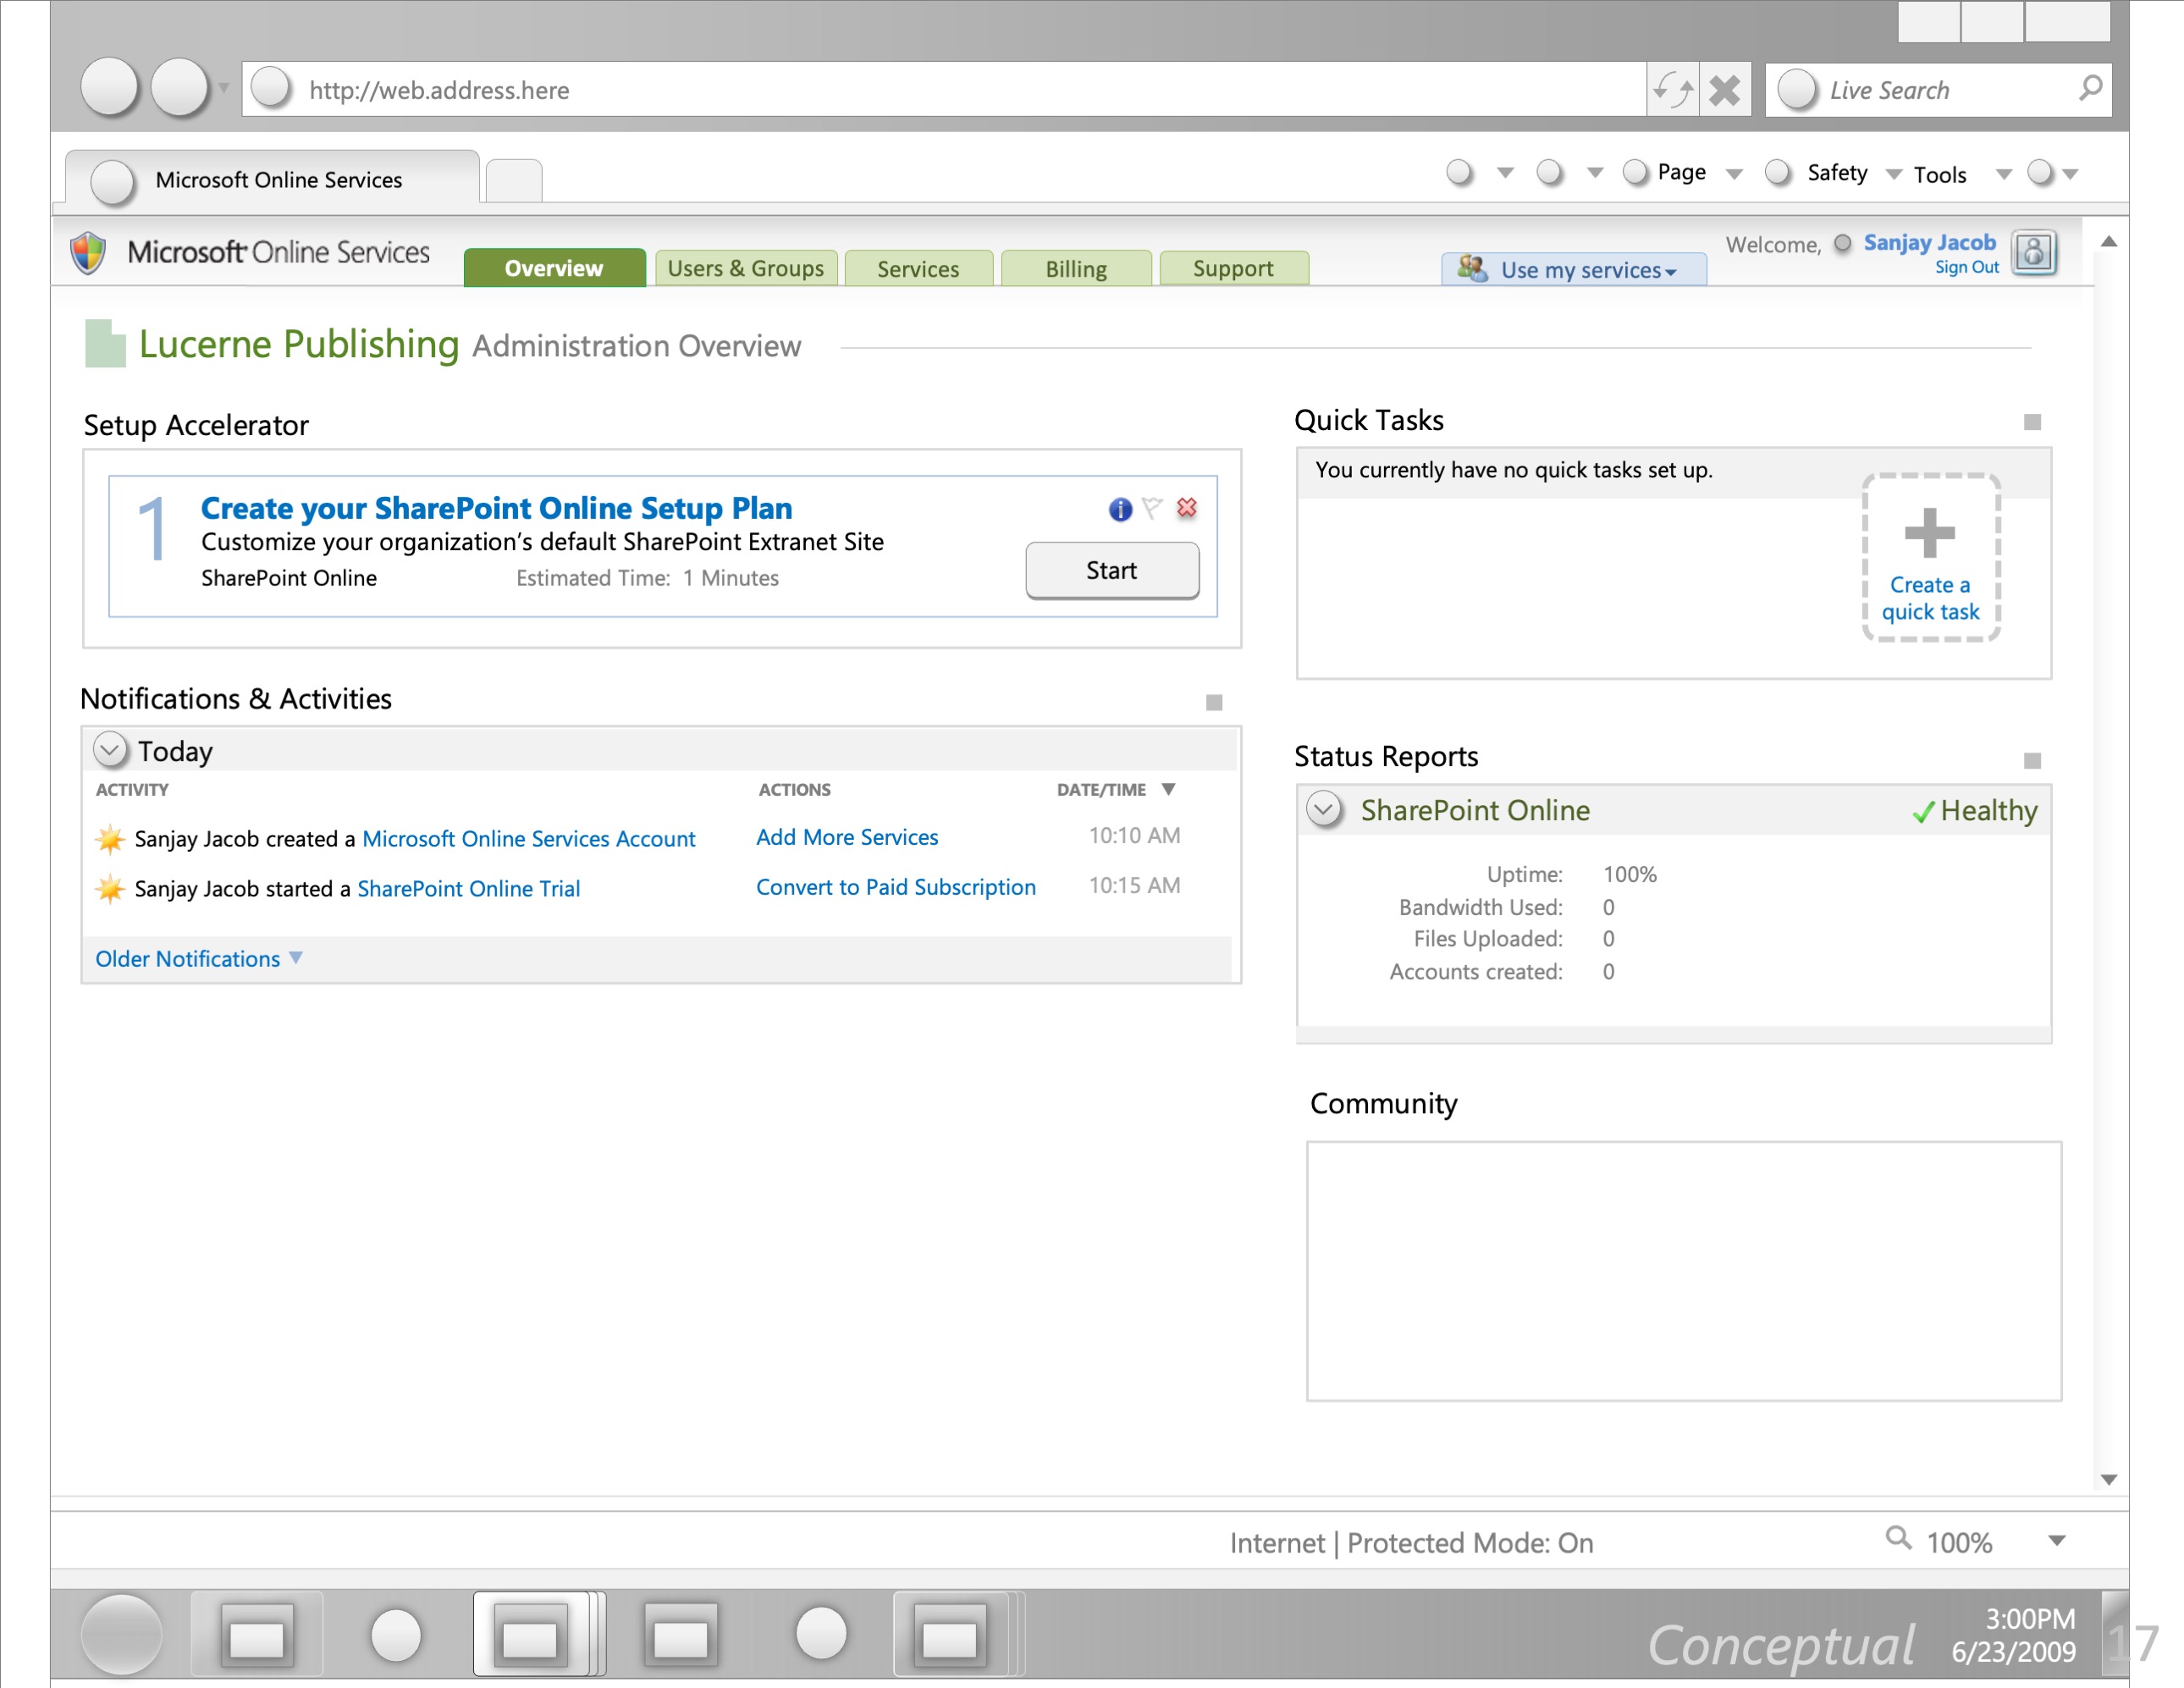 http://web.address.here
Live Search
Microsoft Online Services
Page
Safety
Tools
Microsoft Online Services
Overview
Users & Groups
Services
Billing
Support
Use my services
Welcome,
Sanjay Jacob
Sign Out
Lucerne Publishing Administration Overview
Setup Accelerator
1
Create your SharePoint Online Setup Plan
Customize your organization’s default SharePoint Extranet Site
SharePoint Online
Estimated Time: 1 Minutes
Start
Quick Tasks
You currently have no quick tasks set up.
Create a
quick task
Notifications & Activities
Today
ACTIVITY
ACTIONS
DATE/TIME
Sanjay Jacob created a Microsoft Online Services Account
Add More Services
10:10 AM
Sanjay Jacob started a SharePoint Online Trial
Convert to Paid Subscription
10:15 AM
Older Notifications
Status Reports
SharePoint Online
Healthy
Uptime: 100%
Bandwidth Used: 0
Files Uploaded: 0
Accounts created: 0
Community
Internet | Protected Mode: On
100%
Conceptual
3:00PM
6/23/2009
17